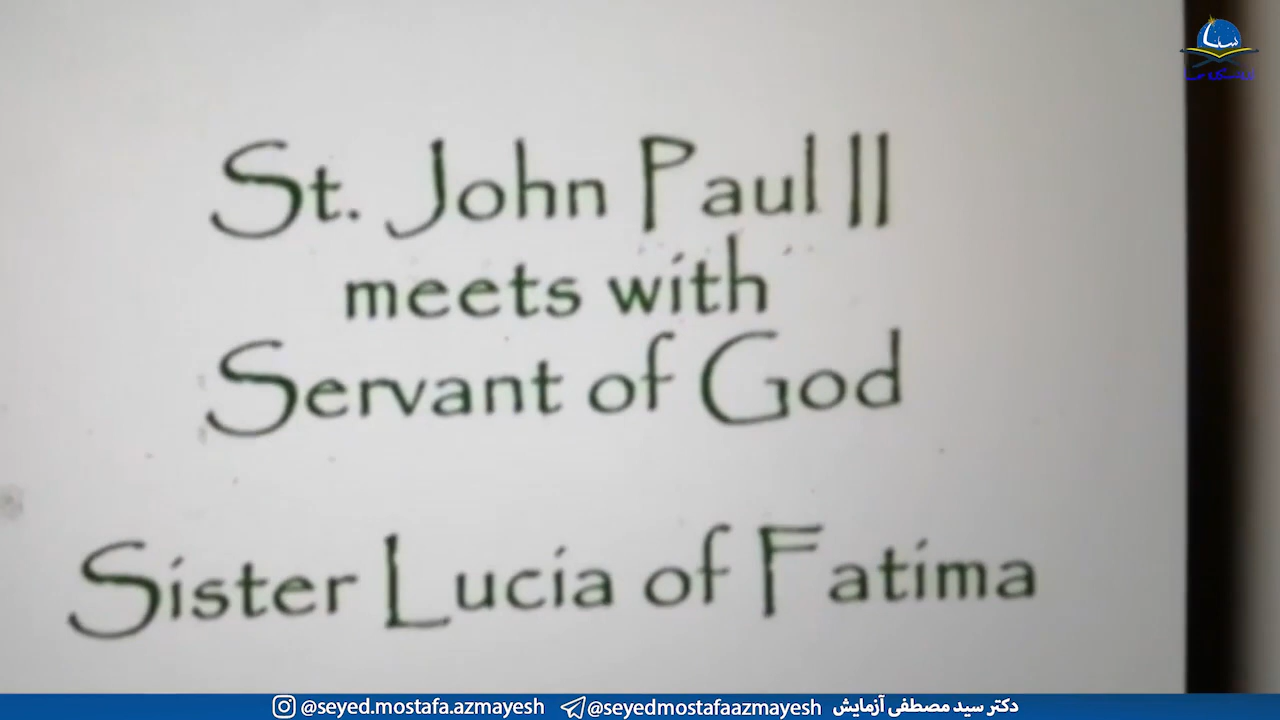 St. John Paul II
meets with
Servant of God
Sister Lucia of Fatima
@seyed.mostafa.azmayesh @seyedmostafaazmayesh دکتر سید مصطفی آزمایش